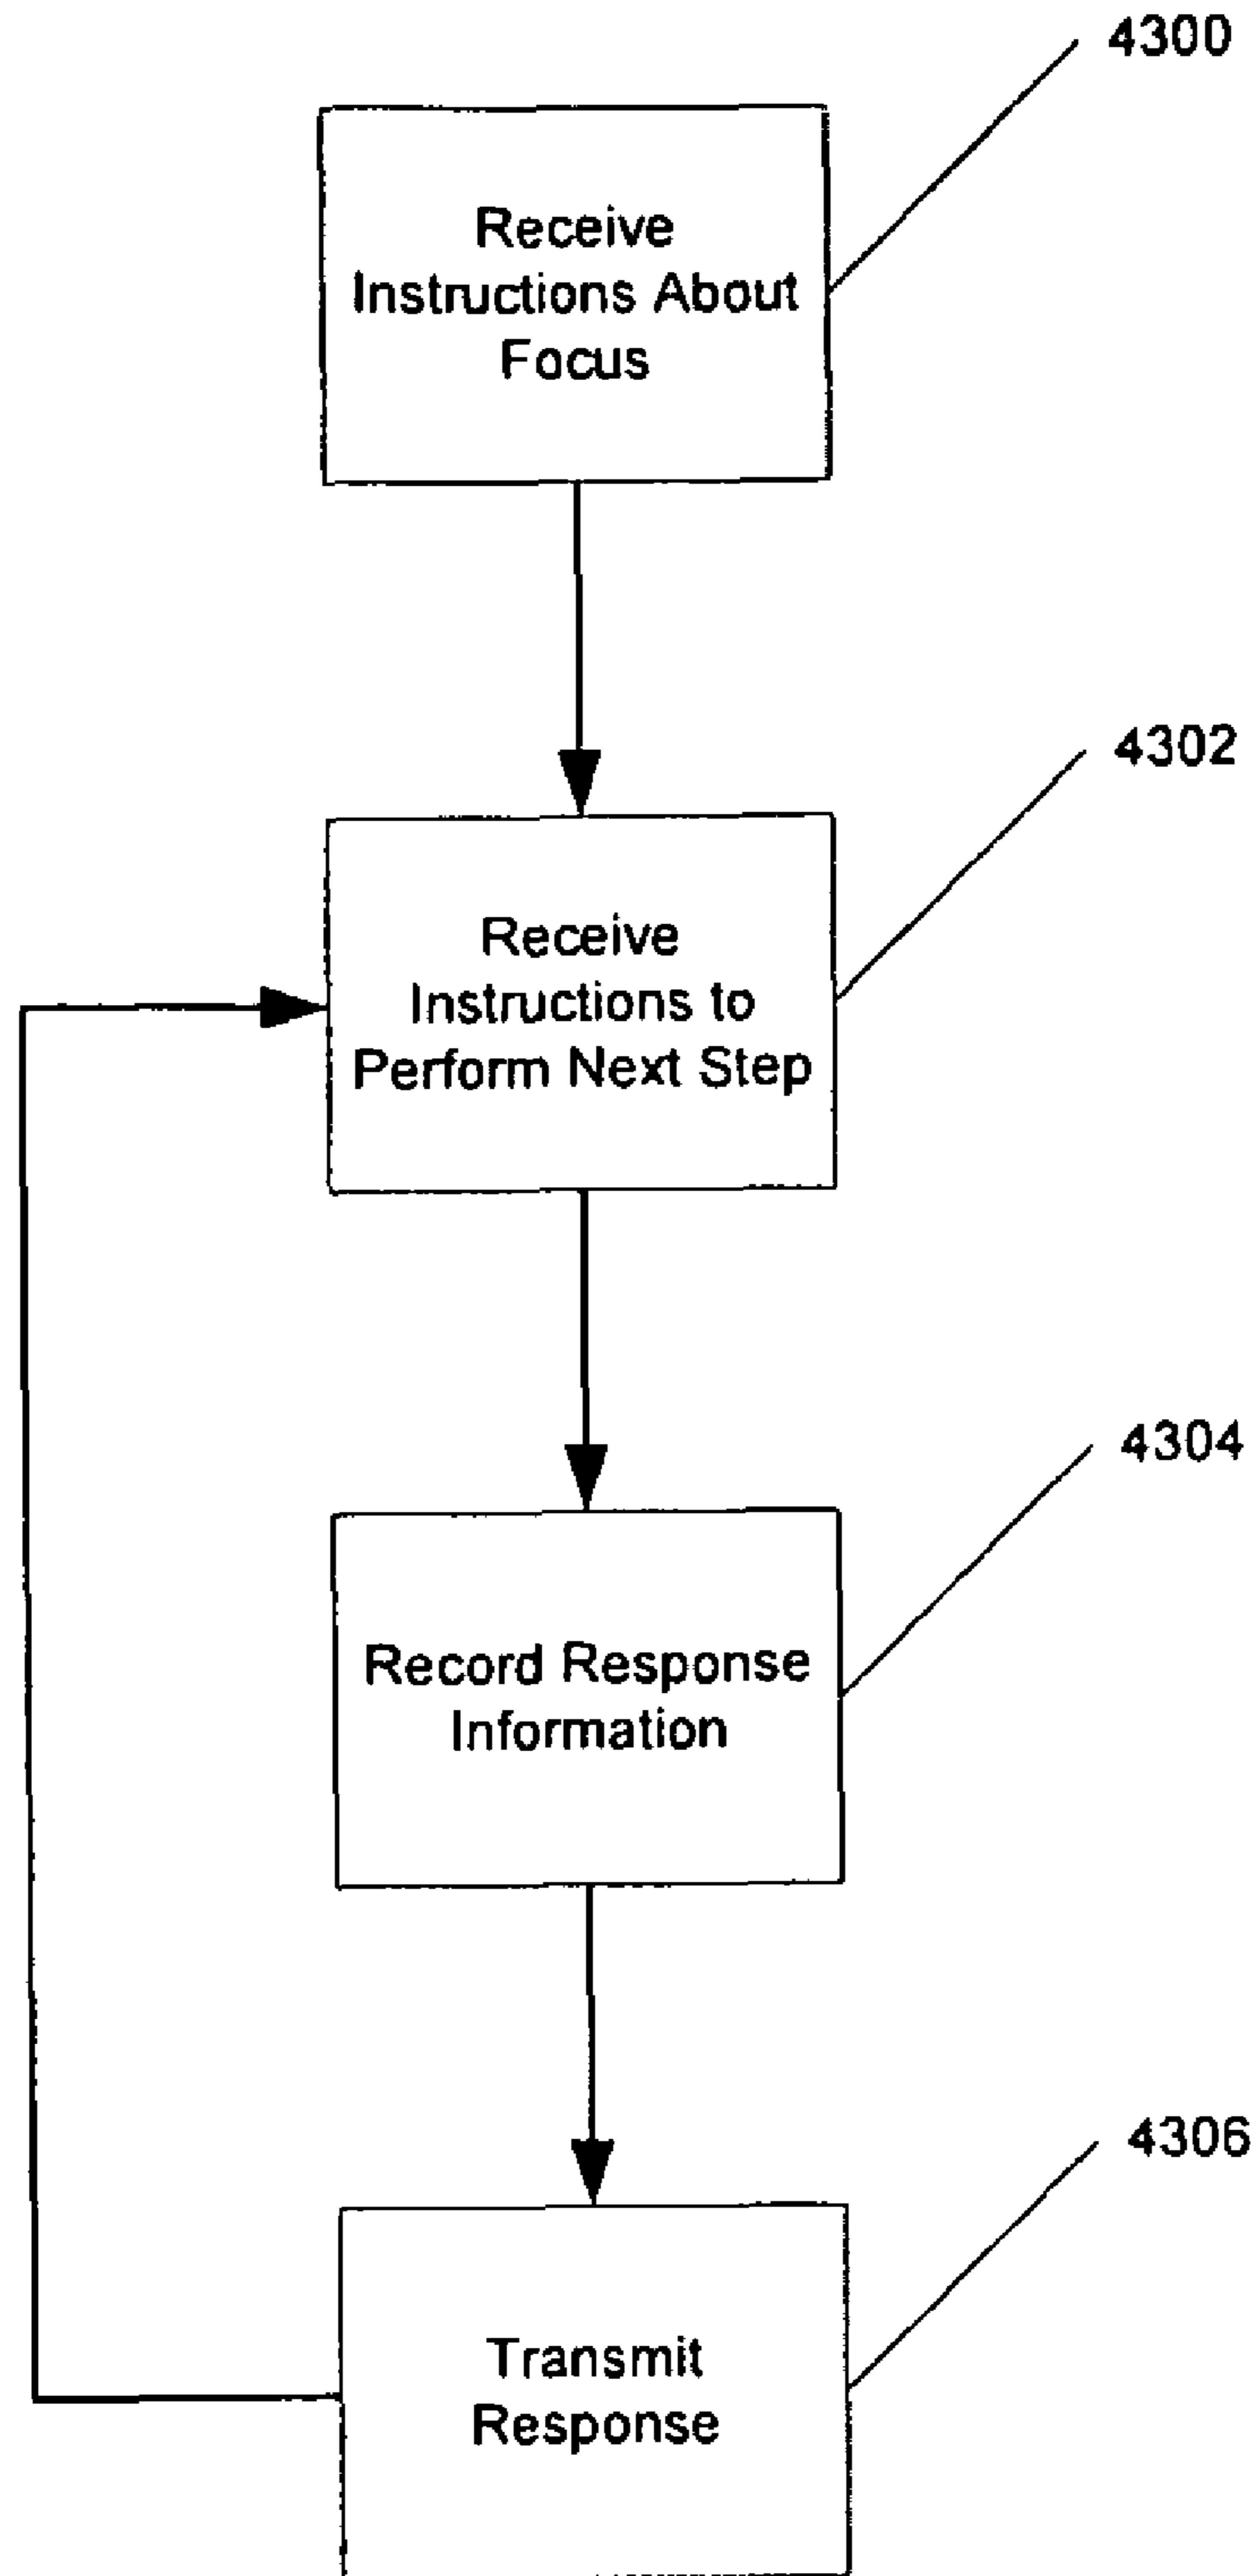 4300
Receive
Instructions About
Focus
4302
Receive
Instructions to
Perform Next Step
4304
Record Response
Information
4306
Transmit
Response